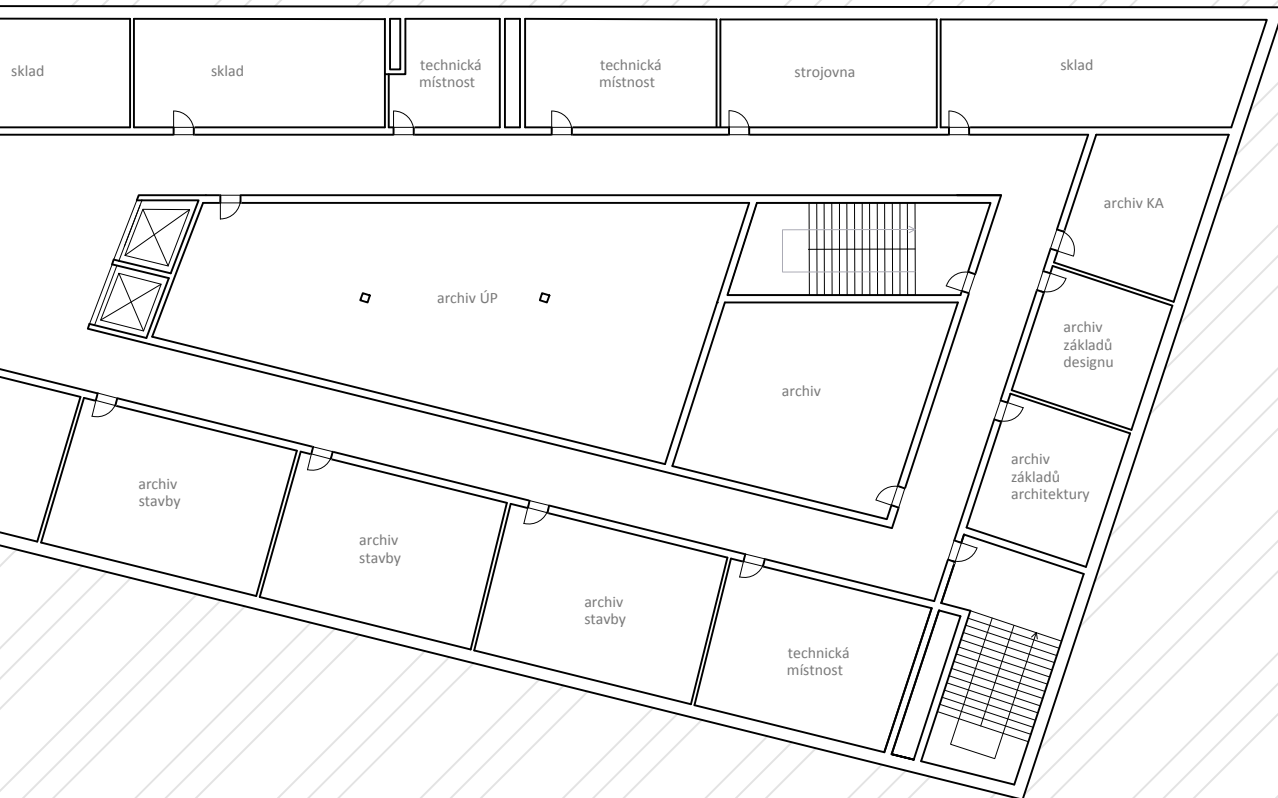 sklad
sklad
technická
místnost
technická
místnost
strojovna
sklad
archiv KA
archiv ÚP
archiv
základů
designu
archiv
archiv
základů
architektury
archiv
stavby
archiv
stavby
archiv
stavby
technická
místnost